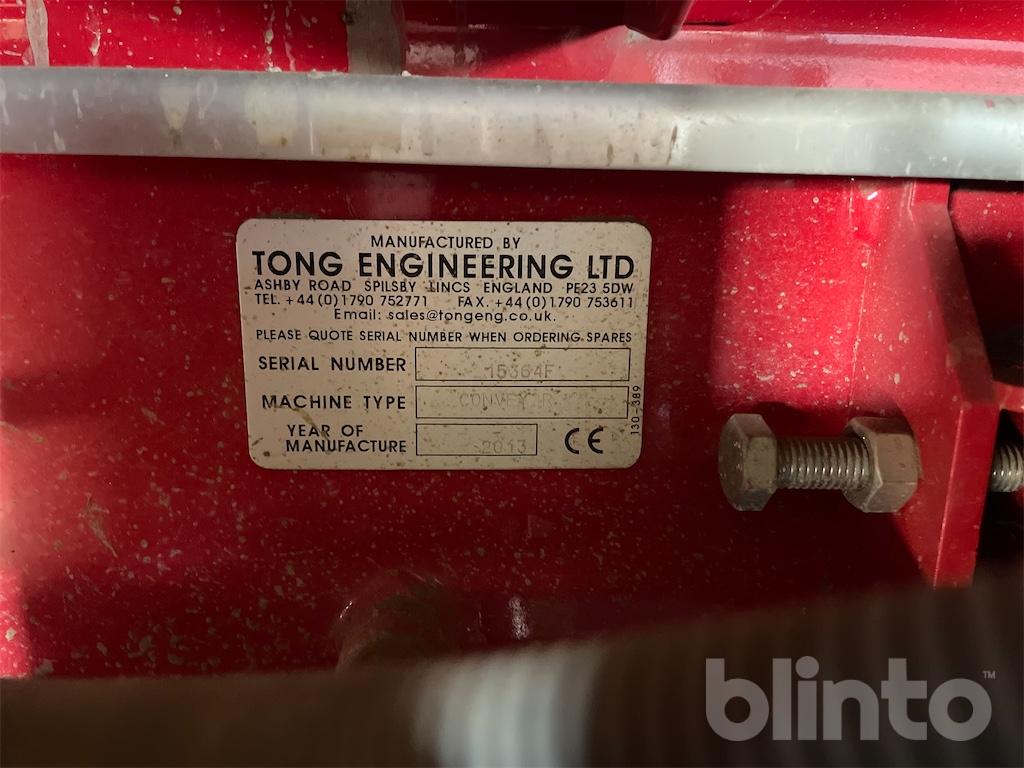 MANUFACTURED BY
TONG ENGINEERING LTD
ASHBY ROAD SPILSBY LINCS ENGLAND PE23 5DW
TEL. +44(0)1790 752771 FAX. +44(0)1790 753611
Email: sales@tongeng.co.uk.
PLEASE QUOTE SERIAL NUMBER WHEN ORDERING SPARES
SERIAL NUMBER 15364F
MACHINE TYPE
YEAR OF
MANUFACTURE 2013 CE
130-389
blinto™